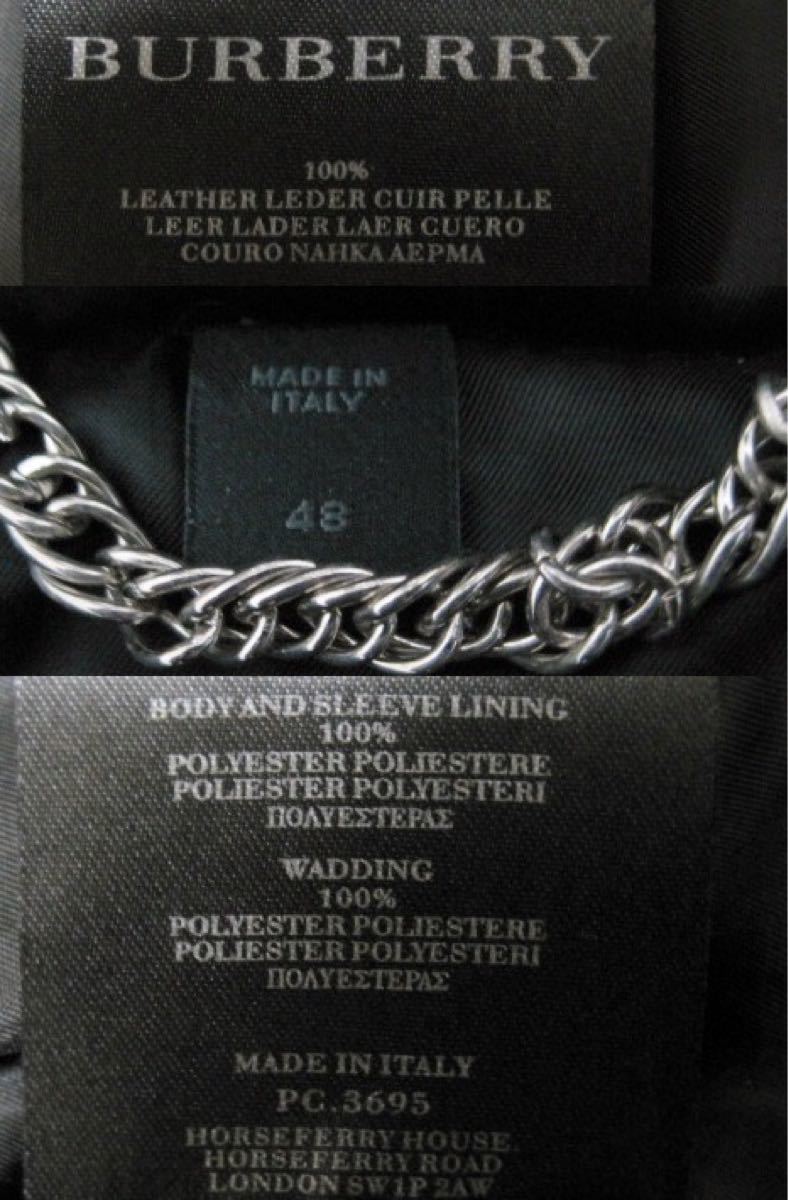 BURBERRY
100%
LEATHER LEDER CUIR PELLE
LEER LADER LAER CUERO
COURO NAHKA ΔΕΡΜΑ
MADE IN
ITALY
48
BODY AND SLEEVE LINING
100%
POLYESTER POLIESTERE
POLIESTER POLYESTERI
ΠΟΛΥΕΣΤΕΡΑΣ
WADDING
100%
POLYESTER POLIESTERE
POLIESTER POLYESTERI
ΠΟΛΥΕΣΤΕΡΑΣ
MADE IN ITALY
PC.3695
HORSEFERRY HOUSE,
HORSEFERRY ROAD
LONDON SW1P 2AW